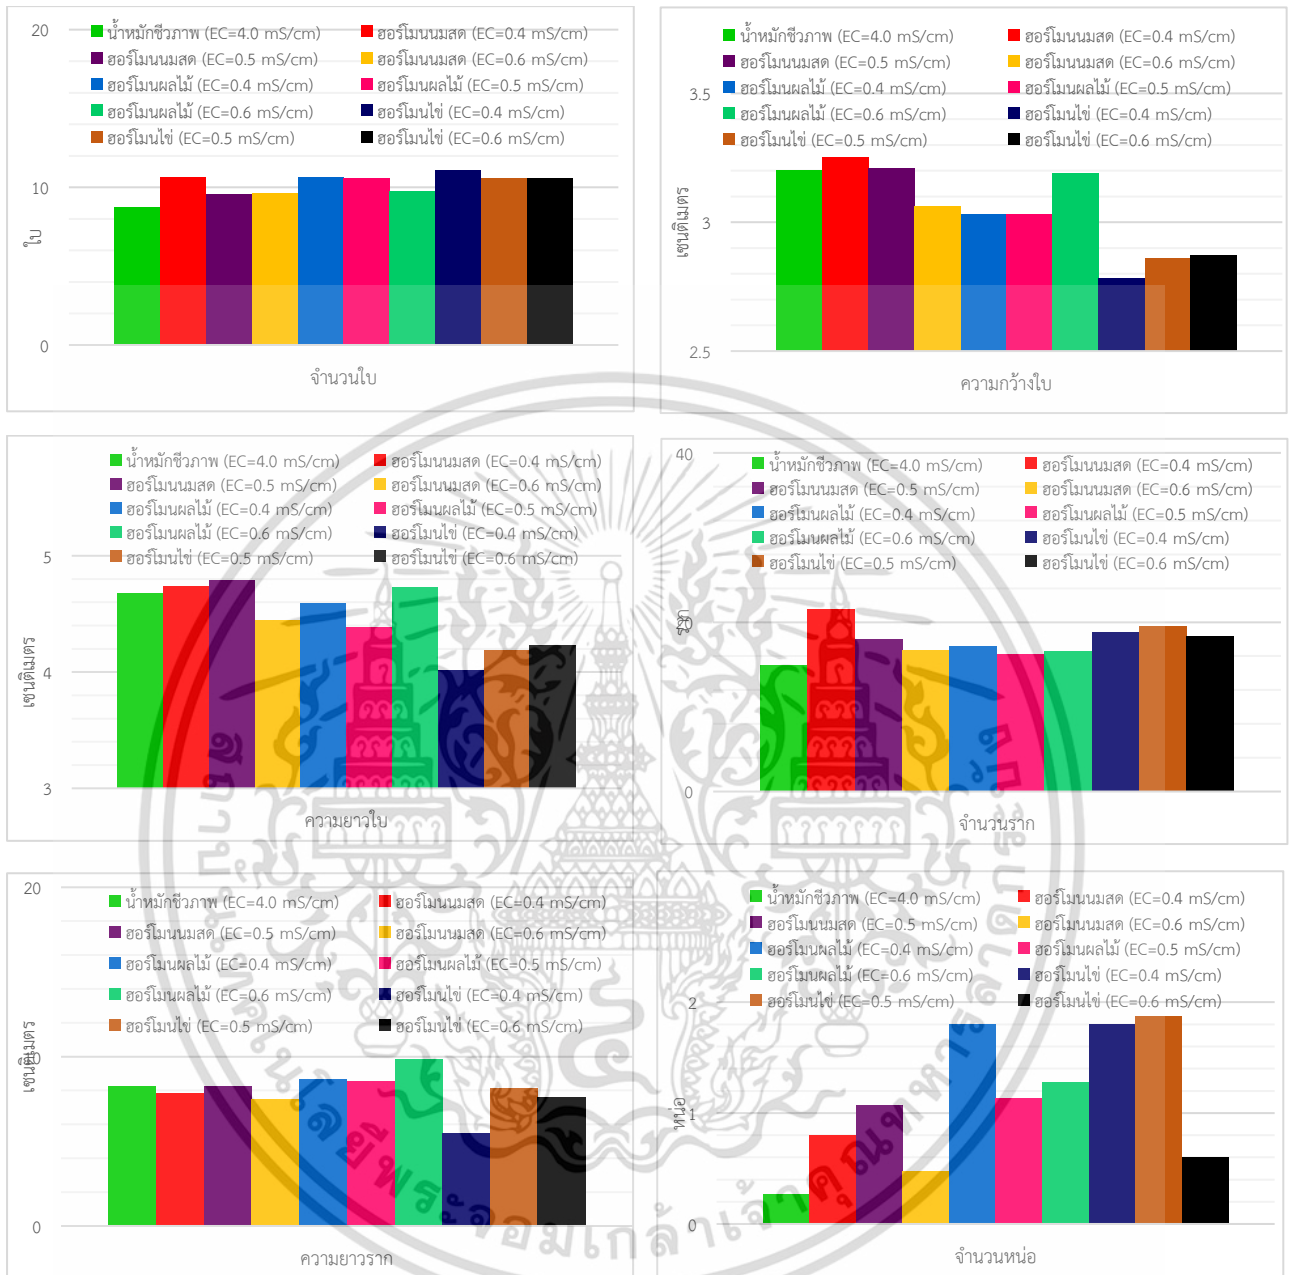 20
น้ำหมักชีวภาพ (EC=4.0 mS/cm) ฮอร์โมนนมสด (EC=0.4 mS/cm)
ฮอร์โมนนมสด (EC=0.5 mS/cm) ฮอร์โมนนมสด (EC=0.6 mS/cm)
ฮอร์โมนผลไม้ (EC=0.4 mS/cm) ฮอร์โมนผลไม้ (EC=0.5 mS/cm)
ฮอร์โมนผลไม้ (EC=0.6 mS/cm) ฮอร์โมนไข่ (EC=0.4 mS/cm)
ฮอร์โมนไข่ (EC=0.5 mS/cm) ฮอร์โมนไข่ (EC=0.6 mS/cm)
10
ใบ
0
จำนวนใบ
น้ำหมักชีวภาพ (EC=4.0 mS/cm) ฮอร์โมนนมสด (EC=0.4 mS/cm)
ฮอร์โมนนมสด (EC=0.5 mS/cm) ฮอร์โมนนมสด (EC=0.6 mS/cm)
3.5
ฮอร์โมนผลไม้ (EC=0.4 mS/cm) ฮอร์โมนผลไม้ (EC=0.5 mS/cm)
ฮอร์โมนผลไม้ (EC=0.6 mS/cm) ฮอร์โมนไข่ (EC=0.4 mS/cm)
ฮอร์โมนไข่ (EC=0.5 mS/cm) ฮอร์โมนไข่ (EC=0.6 mS/cm)
เซนติเมตร
3
2.5
ความกว้างใบ
น้ำหมักชีวภาพ (EC=4.0 mS/cm) ฮอร์โมนนมสด (EC=0.4 mS/cm)
ฮอร์โมนนมสด (EC=0.5 mS/cm) ฮอร์โมนนมสด (EC=0.6 mS/cm)
ฮอร์โมนผลไม้ (EC=0.4 mS/cm) ฮอร์โมนผลไม้ (EC=0.5 mS/cm)
ฮอร์โมนผลไม้ (EC=0.6 mS/cm) ฮอร์โมนไข่ (EC=0.4 mS/cm)
5
ฮอร์โมนไข่ (EC=0.5 mS/cm) ฮอร์โมนไข่ (EC=0.6 mS/cm)
4
เซนติเมตร
3
ความยาวใบ
40
น้ำหมักชีวภาพ (EC=4.0 mS/cm) ฮอร์โมนนมสด (EC=0.4 mS/cm)
ฮอร์โมนนมสด (EC=0.5 mS/cm) ฮอร์โมนนมสด (EC=0.6 mS/cm)
ฮอร์โมนผลไม้ (EC=0.4 mS/cm) ฮอร์โมนผลไม้ (EC=0.5 mS/cm)
ฮอร์โมนผลไม้ (EC=0.6 mS/cm) ฮอร์โมนไข่ (EC=0.4 mS/cm)
ฮอร์โมนไข่ (EC=0.5 mS/cm) ฮอร์โมนไข่ (EC=0.6 mS/cm)
20
ราก
0
จำนวนราก
20
น้ำหมักชีวภาพ (EC=4.0 mS/cm) ฮอร์โมนนมสด (EC=0.4 mS/cm)
ฮอร์โมนนมสด (EC=0.5 mS/cm) ฮอร์โมนนมสด (EC=0.6 mS/cm)
ฮอร์โมนผลไม้ (EC=0.4 mS/cm) ฮอร์โมนผลไม้ (EC=0.5 mS/cm)
ฮอร์โมนผลไม้ (EC=0.6 mS/cm) ฮอร์โมนไข่ (EC=0.4 mS/cm)
ฮอร์โมนไข่ (EC=0.5 mS/cm) ฮอร์โมนไข่ (EC=0.6 mS/cm)
10
เซนติเมตร
0
ความยาวราก
น้ำหมักชีวภาพ (EC=4.0 mS/cm) ฮอร์โมนนมสด (EC=0.4 mS/cm)
ฮอร์โมนนมสด (EC=0.5 mS/cm) ฮอร์โมนนมสด (EC=0.6 mS/cm)
ฮอร์โมนผลไม้ (EC=0.4 mS/cm) ฮอร์โมนผลไม้ (EC=0.5 mS/cm)
ฮอร์โมนผลไม้ (EC=0.6 mS/cm) ฮอร์โมนไข่ (EC=0.4 mS/cm)
ฮอร์โมนไข่ (EC=0.5 mS/cm) ฮอร์โมนไข่ (EC=0.6 mS/cm)
2
1
หน่อ
0
จำนวนหน่อ